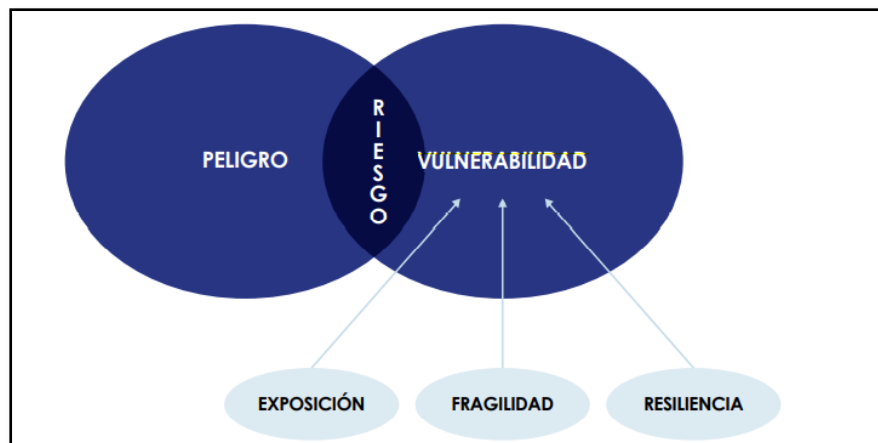 RIESGO
PELIGRO
VULNERABILIDAD
EXPOSICIÓN
FRAGILIDAD
RESILIENCIA